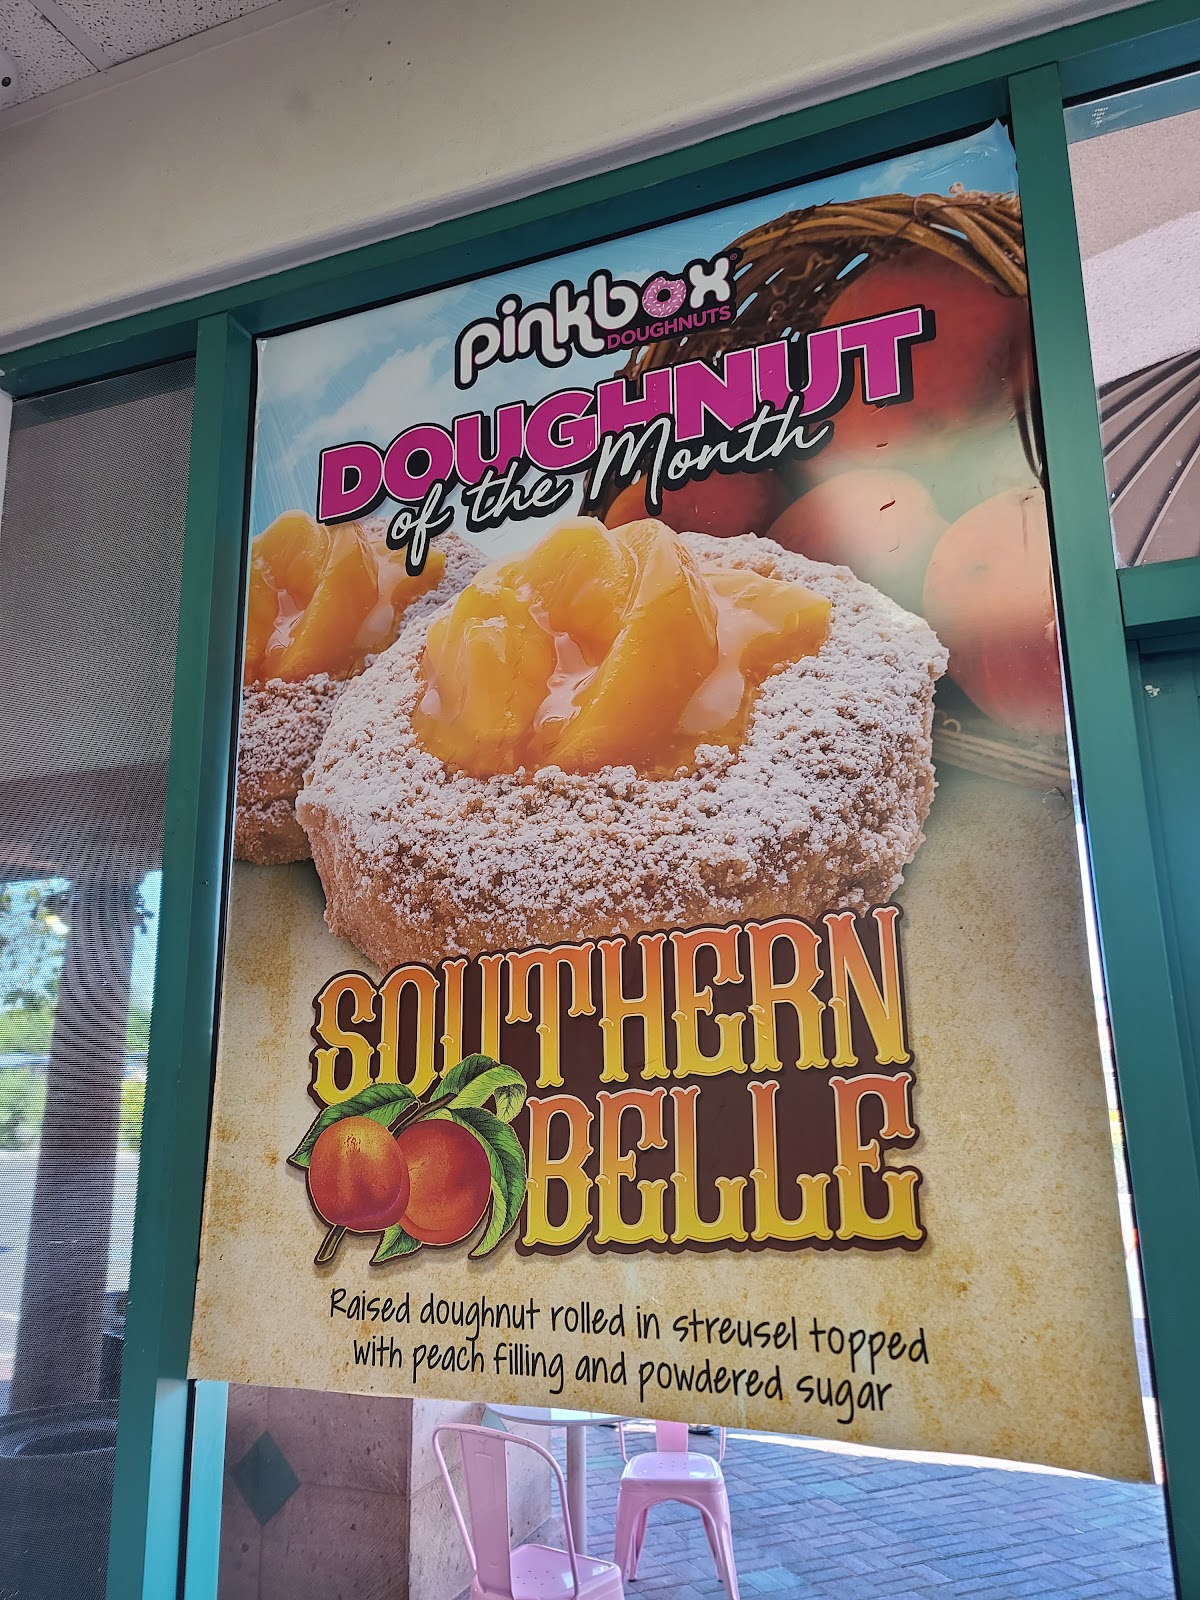 pinkbox®
DOUGHNUTS
DOUGHNUT
of the Month
SOUTHERN
BELLE
Raised doughnut rolled in streusel topped
with peach filling and powdered sugar